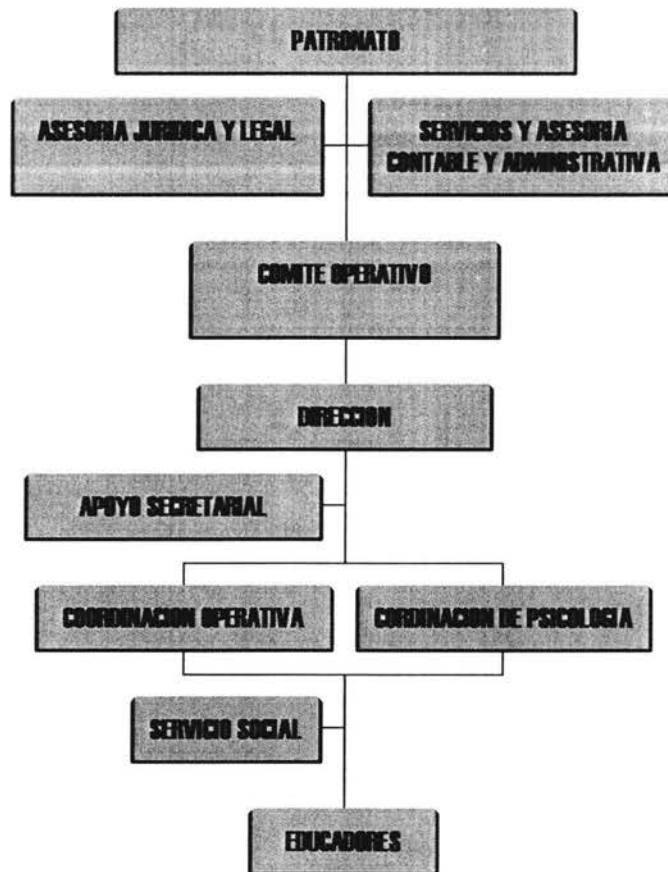 PATRONATO
ASESORIA JURIDICA Y LEGAL
SERVICIOS Y ASESORIA
CONTABLE Y ADMINISTRATIVA
COMITE OPERATIVO
DIRECCION
APOYO SECRETARIAL
COORDINACION OPERATIVA
CORDINACION DE PSICOLOGIA
SERVICIO SOCIAL
EDUCADORES